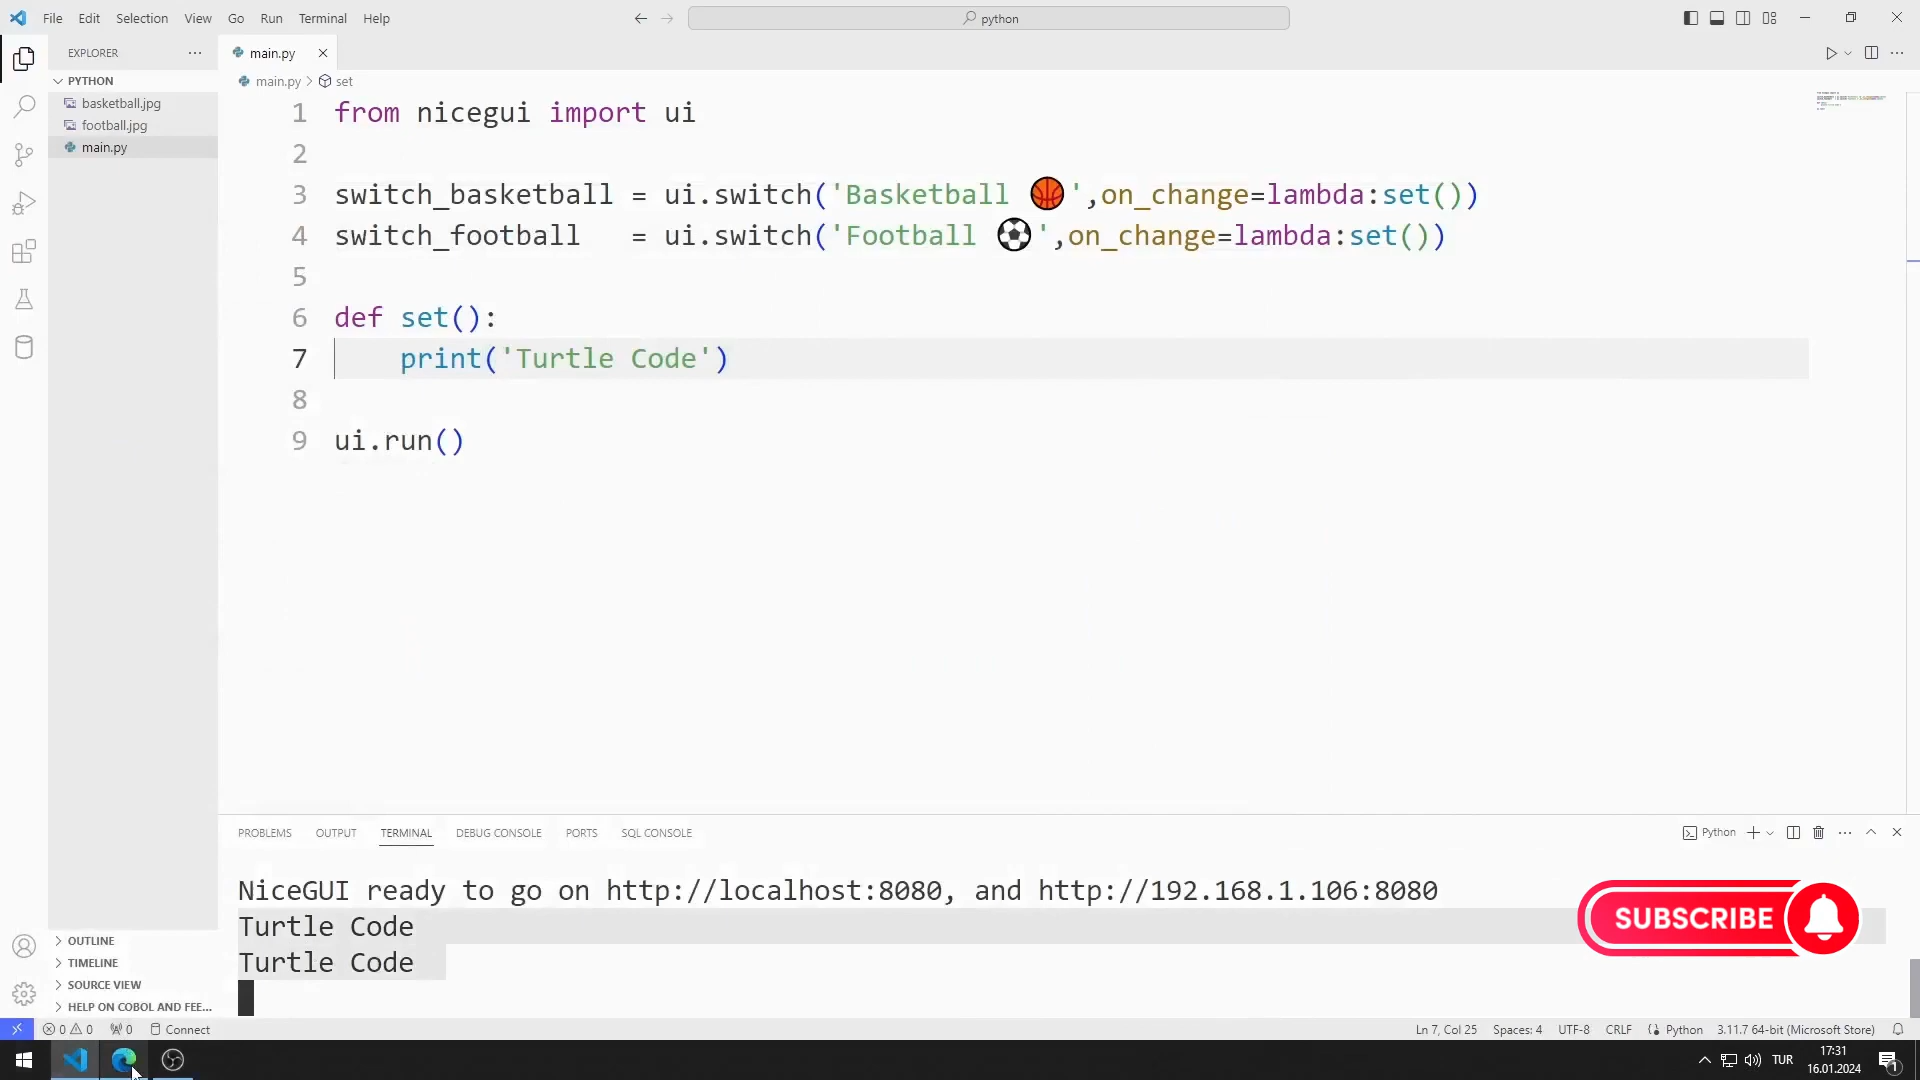 File Edit Selection View Go Run Terminal Help
python
EXPLORER
main.py
PYTHON
main.py > set
basketball.jpg
football.jpg
main.py
1 from nicegui import ui
2
3 switch_basketball = ui.switch('Basketball 🏀',on_change=lambda:set())
4 switch_football   = ui.switch('Football ⚽',on_change=lambda:set())
5
6 def set():
7     print('Turtle Code')
8
9 ui.run()
PROBLEMS OUTPUT TERMINAL DEBUG CONSOLE PORTS SQL CONSOLE
Python
NiceGUI ready to go on http://localhost:8080, and http://192.168.1.106:8080
Turtle Code
Turtle Code
SUBSCRIBE
OUTLINE
TIMELINE
SOURCE VIEW
HELP ON COBOL AND FEE...
0 0 0 Connect
Ln 7, Col 25 Spaces: 4 UTF-8 CRLF Python 3.11.7 64-bit (Microsoft Store)
TUR
17:31
16.01.2024
1